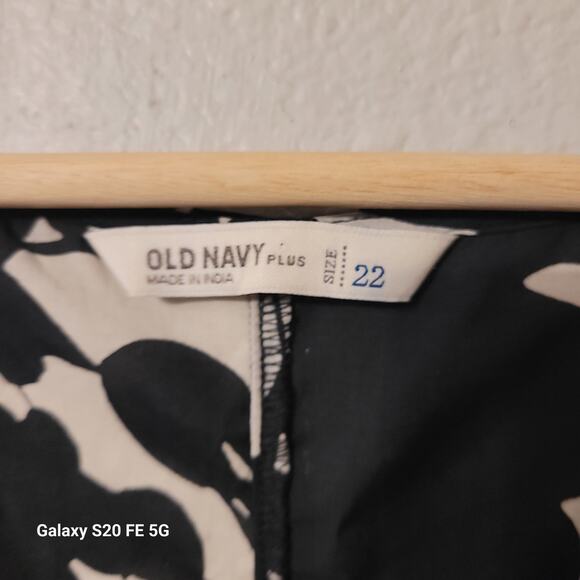 OLD NAVY PLUS
MADE IN INDIA
SIZE 22
Galaxy S20 FE 5G